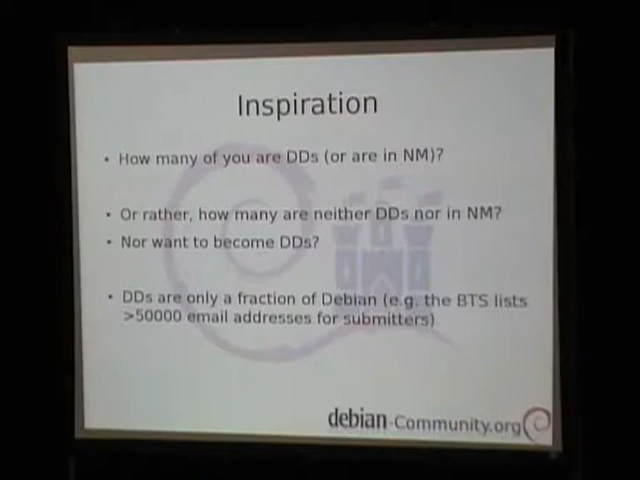 Inspiration
• How many of you are DDs (or are in NM)?
• Or rather, how many are neither DDs nor in NM?
• Nor want to become DDs?
• DDs are only a fraction of Debian (e.g. the BTS lists
>50000 email addresses for submitters)
debian-Community.org